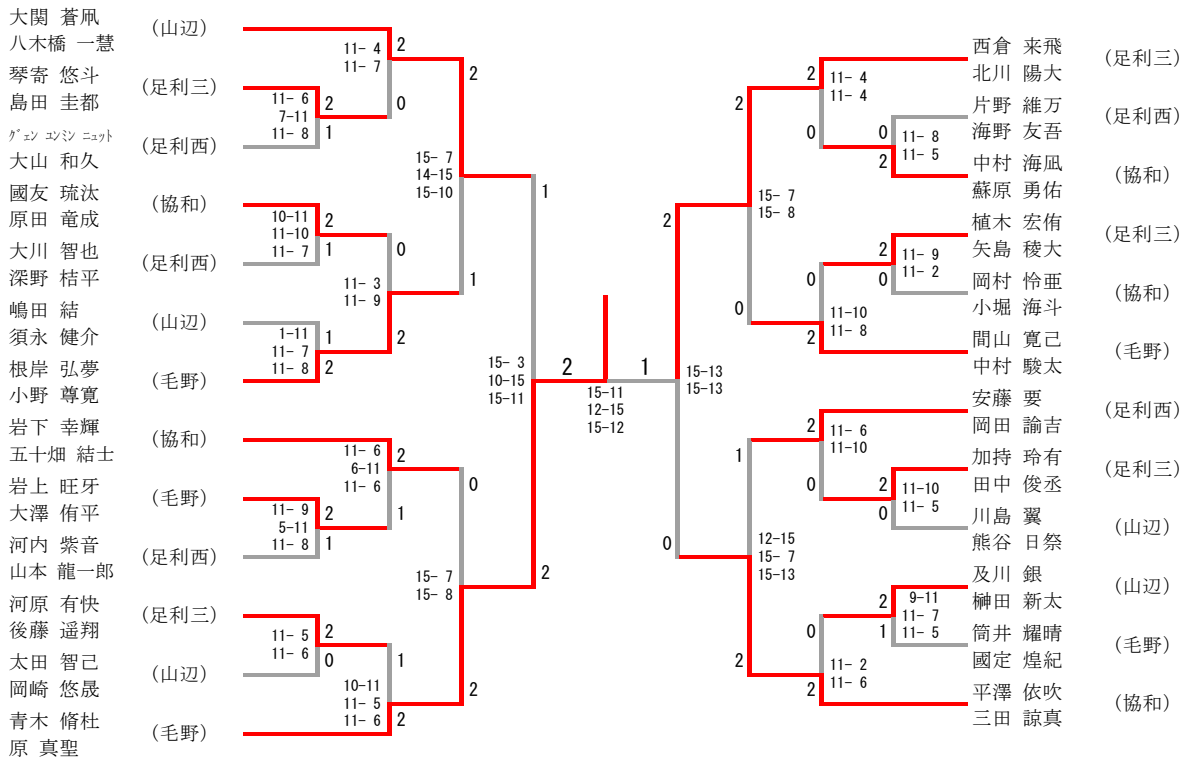 大関 蒼凩
八木橋 一慧
(山辺)
琴寄 悠斗
島田 圭都
(足利三)
ｸﾞｪﾝ ｴﾝﾐﾝ ﾆｭｯﾄ
大山 和久
(足利西)
國友 琉汰
原田 竜成
(協和)
大川 智也
深野 桔平
(足利西)
嶋田 結
須永 健介
(山辺)
根岸 弘夢
小野 尊寛
(毛野)
岩下 幸輝
五十畑 結士
(協和)
岩上 旺牙
大澤 侑平
(毛野)
河内 紫音
山本 龍一郎
(足利西)
河原 有快
後藤 遥翔
(足利三)
太田 智己
岡崎 悠晟
(山辺)
青木 脩杜
原 真聖
(毛野)
11- 4
11- 7
2
0
11- 6
7-11
11- 8
2
1
10-11
11-10
11- 7
2
1
11- 3
11- 9
0
2
1-11
11- 7
11- 8
1
2
15- 7
14-15
15-10
2
1
11- 6
6-11
11- 6
2
1
11- 9
5-11
11- 8
2
1
11- 5
11- 6
2
0
10-11
11- 5
11- 6
1
2
15- 7
15- 8
0
2
15- 3
10-15
15-11
1
2
2
1
15-11
12-15
15-12
15-13
15-13
2
0
15- 7
15- 8
2
0
11- 4
11- 4
2
0
11- 8
11- 5
0
2
11- 9
11- 2
2
0
11-10
11- 8
0
2
12-15
15- 7
15-13
1
2
11- 6
11-10
2
0
11-10
11- 5
2
0
9-11
11- 7
11- 5
2
1
11- 2
11- 6
0
2
西倉 来飛
北川 陽大
(足利三)
片野 維万
海野 友吾
(足利西)
中村 海凪
蘇原 勇佑
(協和)
植木 宏侑
矢島 稜大
(足利三)
岡村 怜亜
小堀 海斗
(協和)
間山 寛己
中村 駿太
(毛野)
安藤 要
岡田 諭吉
(足利西)
加持 玲有
田中 俊丞
(足利三)
川島 翼
熊谷 日祭
(山辺)
及川 銀
榊田 新太
(山辺)
筒井 耀晴
國定 煌紀
(毛野)
平澤 依吹
三田 諒真
(協和)